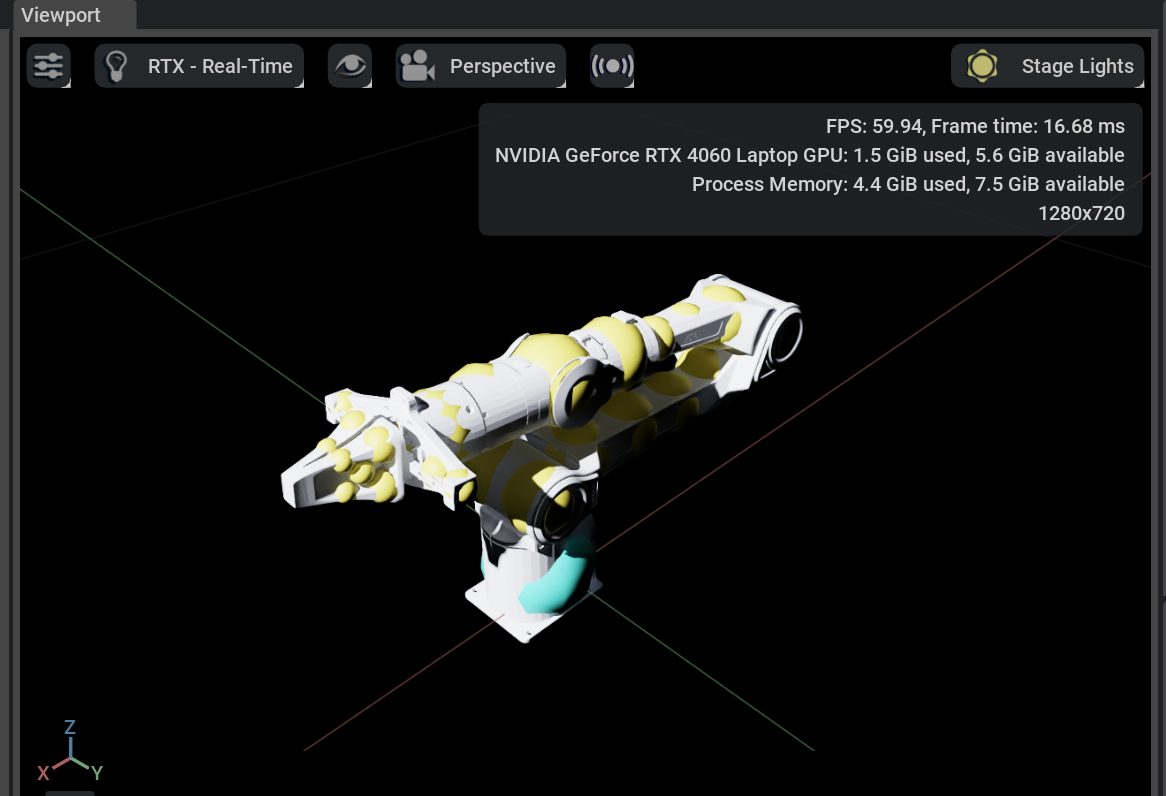 Viewport
RTX - Real-Time
Perspective
Stage Lights
FPS: 59.94, Frame time: 16.68 ms
NVIDIA GeForce RTX 4060 Laptop GPU: 1.5 GiB used, 5.6 GiB available
Process Memory: 4.4 GiB used, 7.5 GiB available
1280x720
Z
X
Y